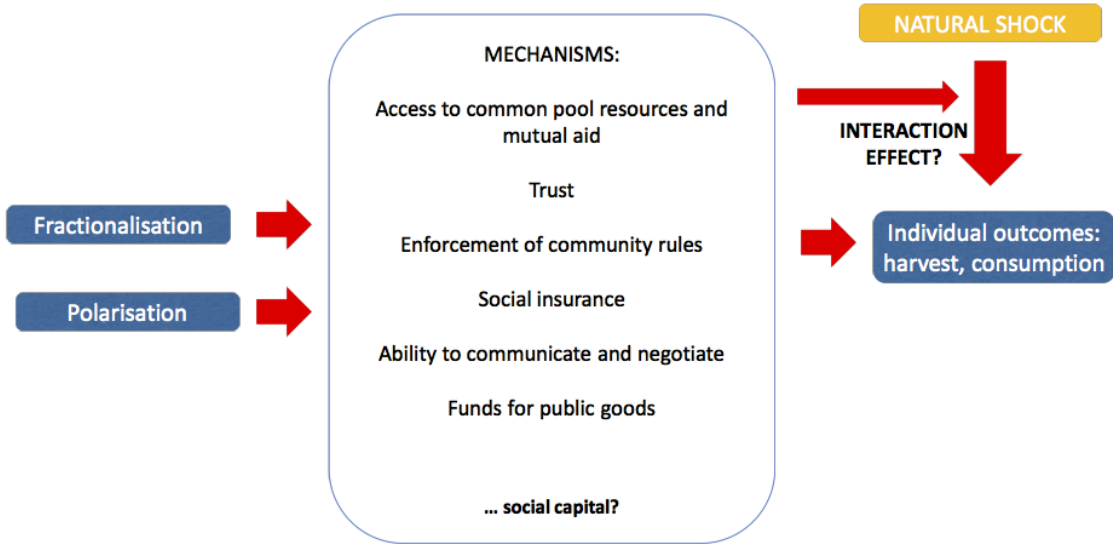 NATURAL SHOCK
MECHANISMS:
Access to common pool resources and
mutual aid
INTERACTION
EFFECT?
Trust
Fractionalisation
Enforcement of community rules
Individual outcomes:
harvest, consumption
Social insurance
Polarisation
Ability to communicate and negotiate
Funds for public goods
... social capital?